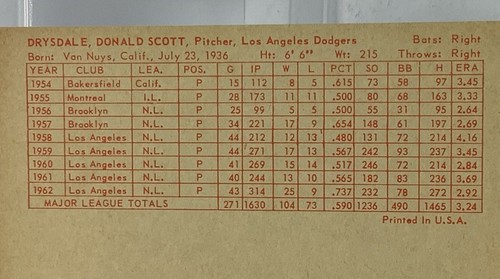 DRYSDALE, DONALD SCOTT, Pitcher, Los Angeles Dodgers Bats: Right
Born: Van Nuys, Calif., July 23, 1936 Ht: 6' 6" Wt: 215 Throws: Right
YEAR CLUB LEA. POS. G IP W L PCT SO BB H ERA
1954 Bakersfield Calif. P 15 112 8 5 .615 73 58 97 3.45
1955 Montreal I.L. P 28 173 11 11 .500 80 68 163 3.33
1956 Brooklyn N.L. P 25 99 5 5 .500 55 31 95 2.64
1957 Brooklyn N.L. P 34 221 17 9 .654 148 61 197 2.69
1958 Los Angeles N.L. P 44 212 12 13 .480 131 72 214 4.16
1959 Los Angeles N.L. P 44 271 17 13 .567 242 93 237 3.45
1960 Los Angeles N.L. P 41 269 15 14 .517 246 72 214 2.84
1961 Los Angeles N.L. P 40 244 13 10 .565 182 83 236 3.69
1962 Los Angeles N.L. P 43 314 25 9 .737 232 78 272 2.92
MAJOR LEAGUE TOTALS 271 1630 104 73 .590 1236 490 1465 3.24
Printed In U.S.A.